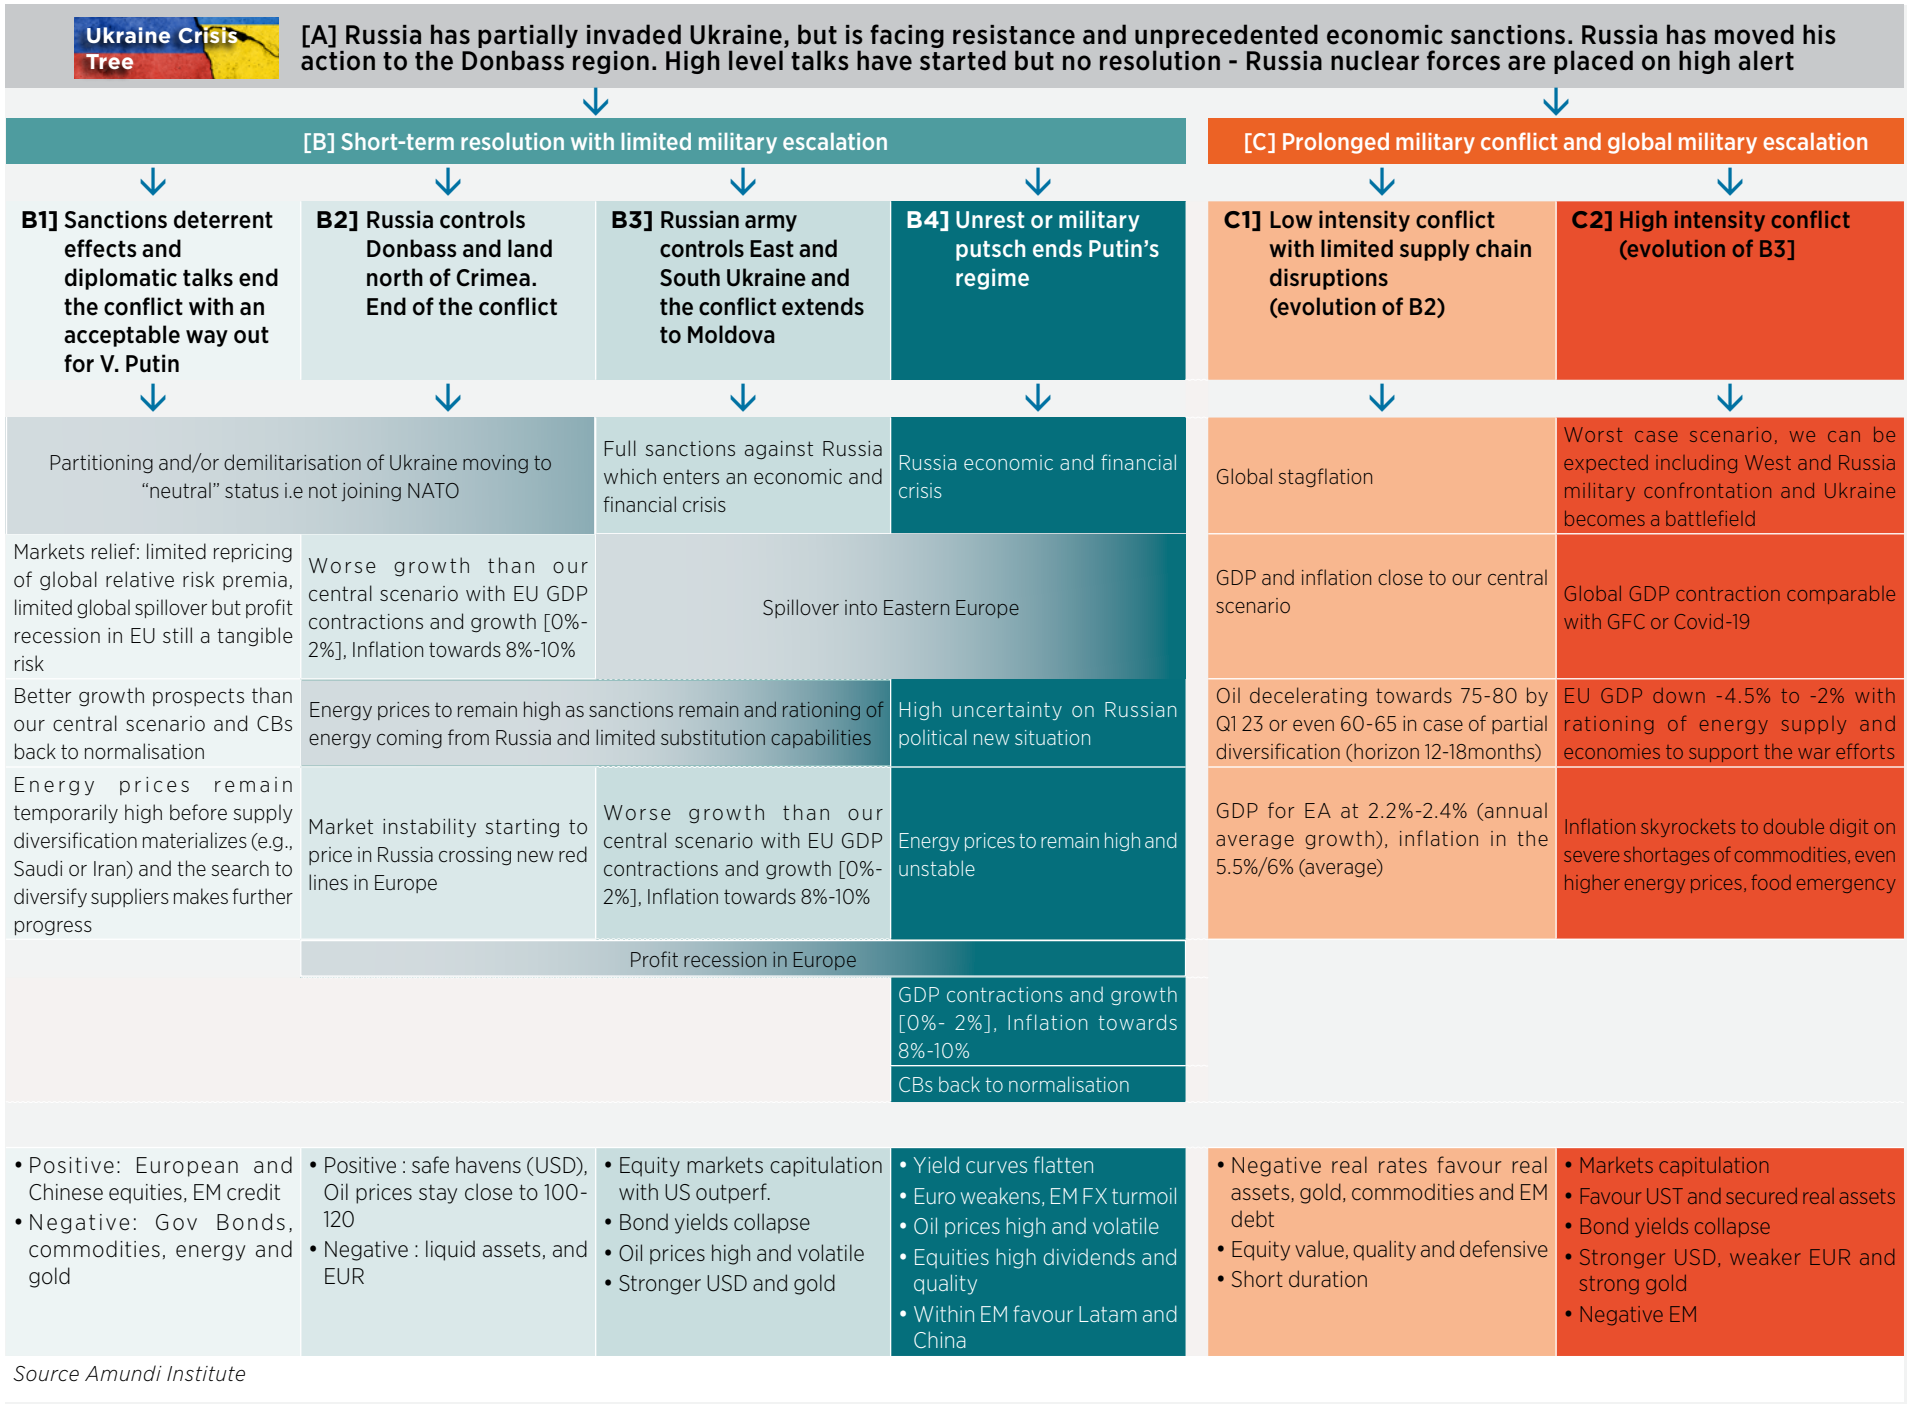 Ukraine Crisis
Tree
[A] Russia has partially invaded Ukraine, but is facing resistance and unprecedented economic sanctions. Russia has moved his
action to the Donbass region. High level talks have started but no resolution - Russia nuclear forces are placed on high alert
[B] Short-term resolution with limited military escalation
[C] Prolonged military conflict and global military escalation
B1] Sanctions deterrent
effects and
diplomatic talks end
the conflict with an
acceptable way out
for V. Putin
B2] Russia controls
Donbass and land
north of Crimea.
End of the conflict
B3] Russian army
controls East and
South Ukraine and
the conflict extends
to Moldova
B4] Unrest or military
putsch ends Putin's
regime
C1] Low intensity conflict
with limited supply chain
disruptions
(evolution of B2)
C2] High intensity conflict
(evolution of B3]
Partitioning and/or demilitarisation of Ukraine moving to
“neutral” status i.e not joining NATO
Full sanctions against Russia
which enters an economic and
financial crisis
Russia economic and financial
crisis
Global stagflation
Worst case scenario, we can be
expected including West and Russia
military confrontation and Ukraine
becomes a battlefield
Markets relief: limited repricing
of global relative risk premia,
limited global spillover but profit
recession in EU still a tangible
risk
Worse growth than our
central scenario with EU GDP
contractions and growth [0%-
2%], Inflation towards 8%-10%
Spillover into Eastern Europe
GDP and inflation close to our central
scenario
Global GDP contraction comparable
with GFC or Covid-19
Better growth prospects than
our central scenario and CBs
back to normalisation
Energy prices to remain high as sanctions remain and rationing of
energy coming from Russia and limited substitution capabilities
High uncertainty on Russian
political new situation
Oil decelerating towards 75-80 by
Q1 23 or even 60-65 in case of partial
diversification (horizon 12-18months)
EU GDP down -4.5% to -2% with
rationing of energy supply and
economies to support the war efforts
Energy prices remain
temporarily high before supply
diversification materializes (e.g.,
Saudi or Iran) and the search to
diversify suppliers makes further
progress
Market instability starting to
price in Russia crossing new red
lines in Europe
Worse growth than our
central scenario with EU GDP
contractions and growth [0%-
2%], Inflation towards 8%-10%
Energy prices to remain high and
unstable
GDP for EA at 2.2%-2.4% (annual
average growth), inflation in the
5.5%/6% (average)
Inflation skyrockets to double digit on
severe shortages of commodities, even
higher energy prices, food emergency
Profit recession in Europe
GDP contractions and growth
[0%- 2%], Inflation towards
8%-10%
CBs back to normalisation
• Positive: European and
Chinese equities, EM credit
• Negative: Gov Bonds,
commodities, energy and
gold
• Positive : safe havens (USD),
Oil prices stay close to 100-
120
• Negative : liquid assets, and
EUR
• Equity markets capitulation
with US outperf.
• Bond yields collapse
• Oil prices high and volatile
• Stronger USD and gold
• Yield curves flatten
• Euro weakens, EM FX turmoil
• Oil prices high and volatile
• Equities high dividends and
quality
• Within EM favour Latam and
China
• Negative real rates favour real
assets, gold, commodities and EM
debt
• Equity value, quality and defensive
• Short duration
• Markets capitulation
• Favour UST and secured real assets
• Bond yields collapse
• Stronger USD, weaker EUR and
strong gold
• Negative EM
Source Amundi Institute